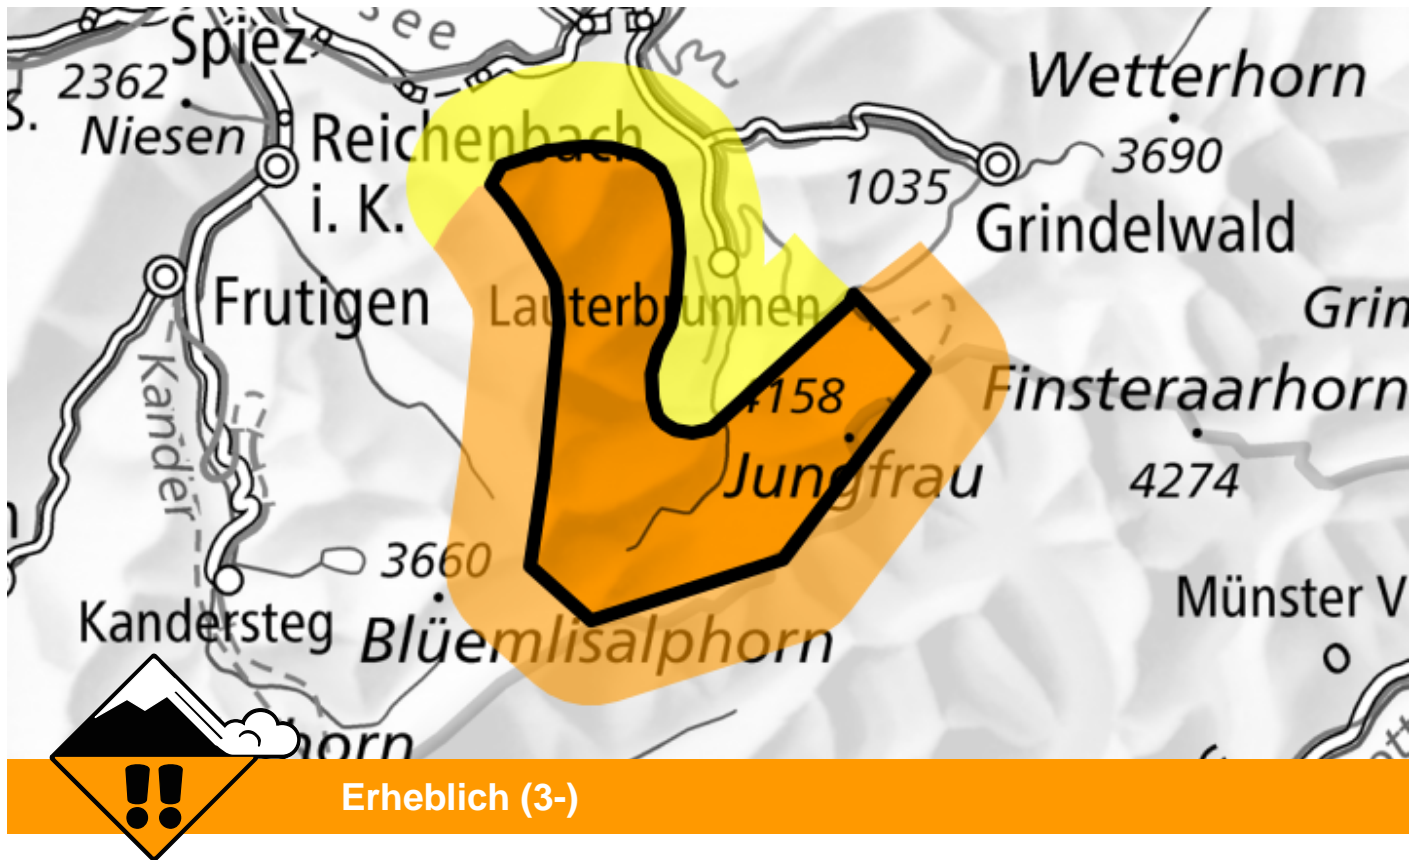 see
Spiez
Wetterhorn
2362
s.
Niesen
Reichenbach
3690
i. K.
1035
Grindelwald
Frutigen
Lauterbrunnen
Grin
Kander
4158
Finsteraarhorn
Jungfrau
4274
n
3660
Münster V
Kandersteg
Blüemlisalphorn
horn
ott
Erheblich (3-)